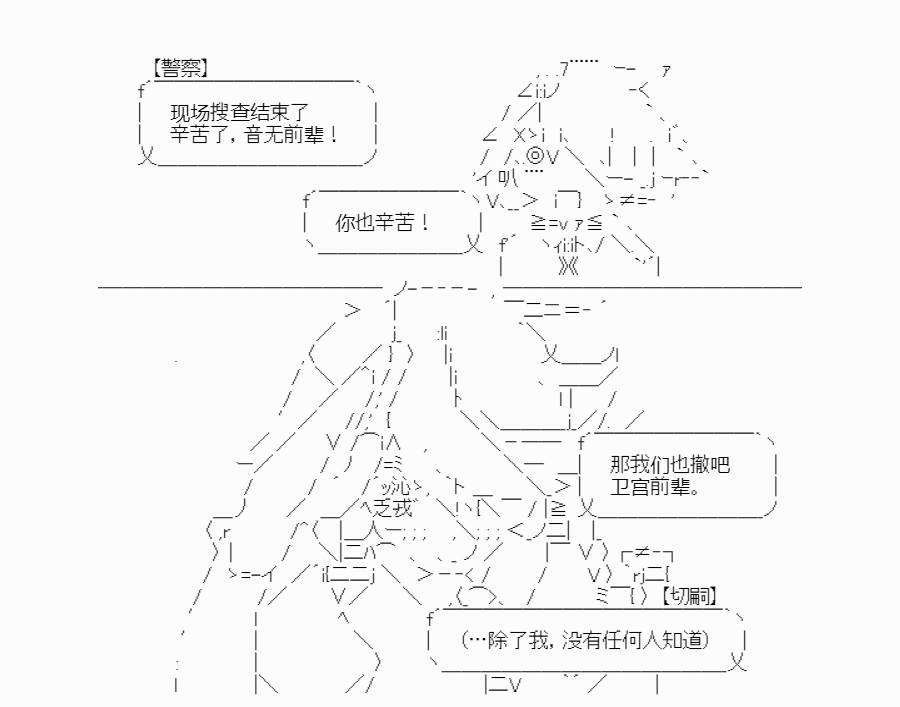 【警察】
现场搜查结束了
辛苦了，音无前辈！
你也辛苦！
那我们也撤吧
卫宫前辈。
【切嗣】
（…除了我，没有任何人知道）